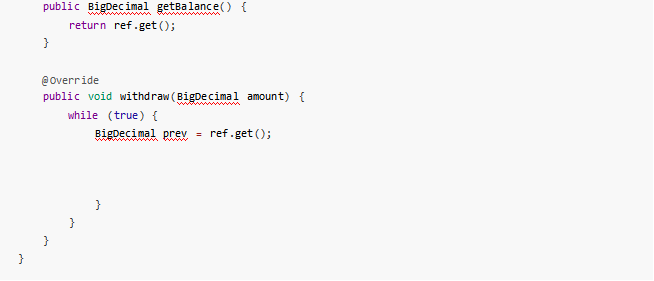 public BigDecimal getBalance() {
return ref.get();
}
@Override
public void withdraw(BigDecimal amount) {
while (true) {
BigDecimal prev = ref.get();
}
}
}
}